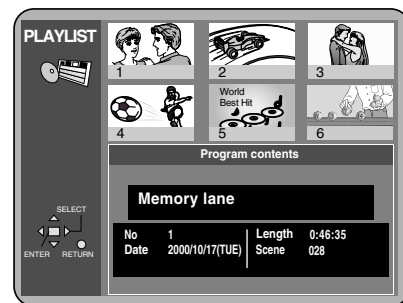 PLAYLIST
1
2
3
World
Best Hit
4
5
6
Program contents
Memory lane
No 1 Length 0:46:35
Date 2000/10/17(TUE) Scene 028
SELECT
ENTER RETURN